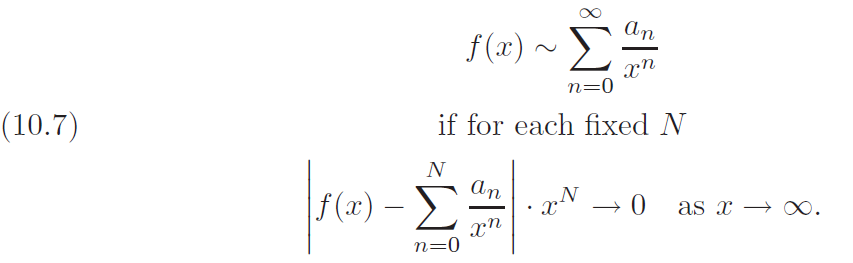 f(x) ∼ ∑_{n=0}^{∞} a_n/x^n
(10.7) if for each fixed N
|f(x) − ∑_{n=0}^{N} a_n/x^n| · x^N → 0 as x → ∞.